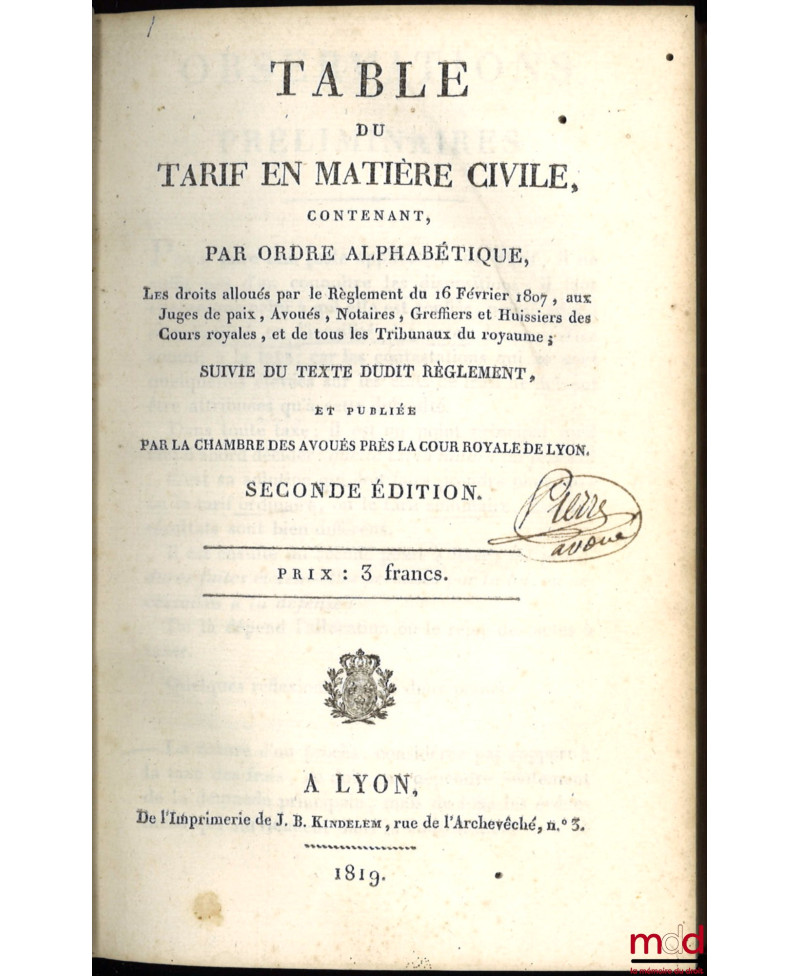 TABLE
DU
TARIF EN MATIÈRE CIVILE,
CONTENANT,
PAR ORDRE ALPHABÉTIQUE,
LES droits alloués par le Règlement du 16 Février 1807, aux
Juges de paix, Avoués, Notaires, Greffiers et Huissiers des
Cours royales, et de tous les Tribunaux du royaume;
SUIVIE DU TEXTE DUDIT RÈGLEMENT,
ET PUBLIÉE
PAR LA CHAMBRE DES AVOUÉS PRÈS LA COUR ROYALE DE LYON.
SECONDE ÉDITION.
Pierre
avoué
PRIX : 3 francs.
A LYON,
De l'Imprimerie de J. B. KINDELEM, rue de l'Archevêché, n.º 3.
1819.
mdd